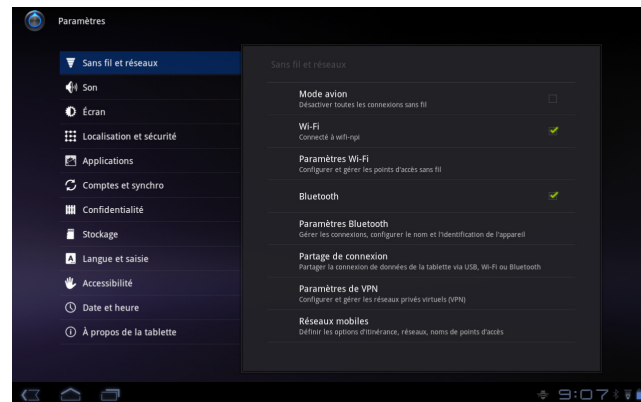 Paramètres
Sans fil et réseaux
Son
Écran
Localisation et sécurité
Applications
Comptes et synchro
Confidentialité
Stockage
Langue et saisie
Accessibilité
Date et heure
À propos de la tablette
Sans fil et réseaux
Mode avion
Désactiver toutes les connexions sans fil
Wi-Fi
Connecté à wifi-npi
Paramètres Wi-Fi
Configurer et gérer les points d'accès sans fil
Bluetooth
Paramètres Bluetooth
Gérer les connexions, configurer le nom et l'identification de l'appareil
Partage de connexion
Partager la connexion de données de la tablette via USB, Wi-Fi ou Bluetooth
Paramètres de VPN
Configurer et gérer les réseaux privés virtuels (VPN)
Réseaux mobiles
Définir les options d'itinérance, réseaux, noms de points d'accès
9:07